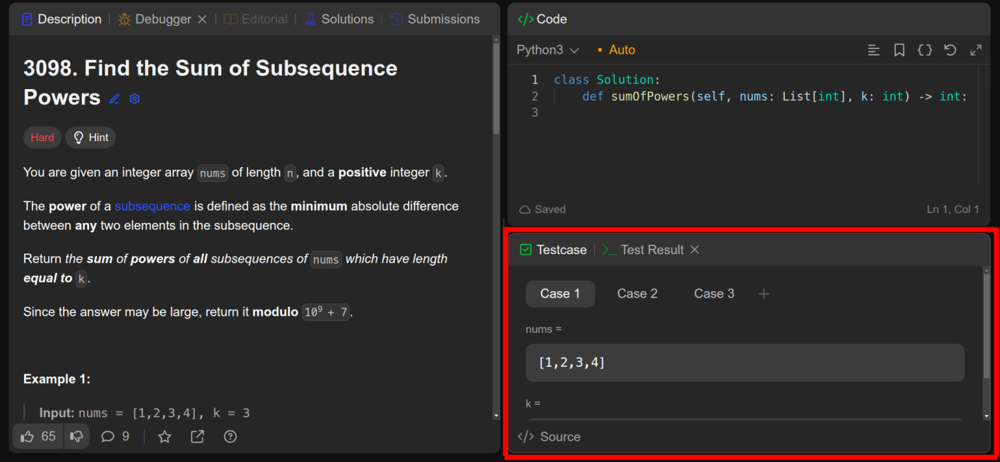 Description | Debugger × | Editorial | Solutions | Submissions
3098. Find the Sum of Subsequence
Powers
Hard Hint
You are given an integer array nums of length n, and a positive integer k.
The power of a subsequence is defined as the minimum absolute difference
between any two elements in the subsequence.
Return the sum of powers of all subsequences of nums which have length
equal to k.
Since the answer may be large, return it modulo 10⁹ + 7.
Example 1:
Input: nums = [1,2,3,4], k = 3
65 9
</> Code
Python3 • Auto
1 class Solution:
2 def sumOfPowers(self, nums: List[int], k: int) -> int:
3
Saved Ln 1, Col 1
Testcase | >_ Test Result ×
Case 1 Case 2 Case 3 +
nums =
[1,2,3,4]
k =
</> Source